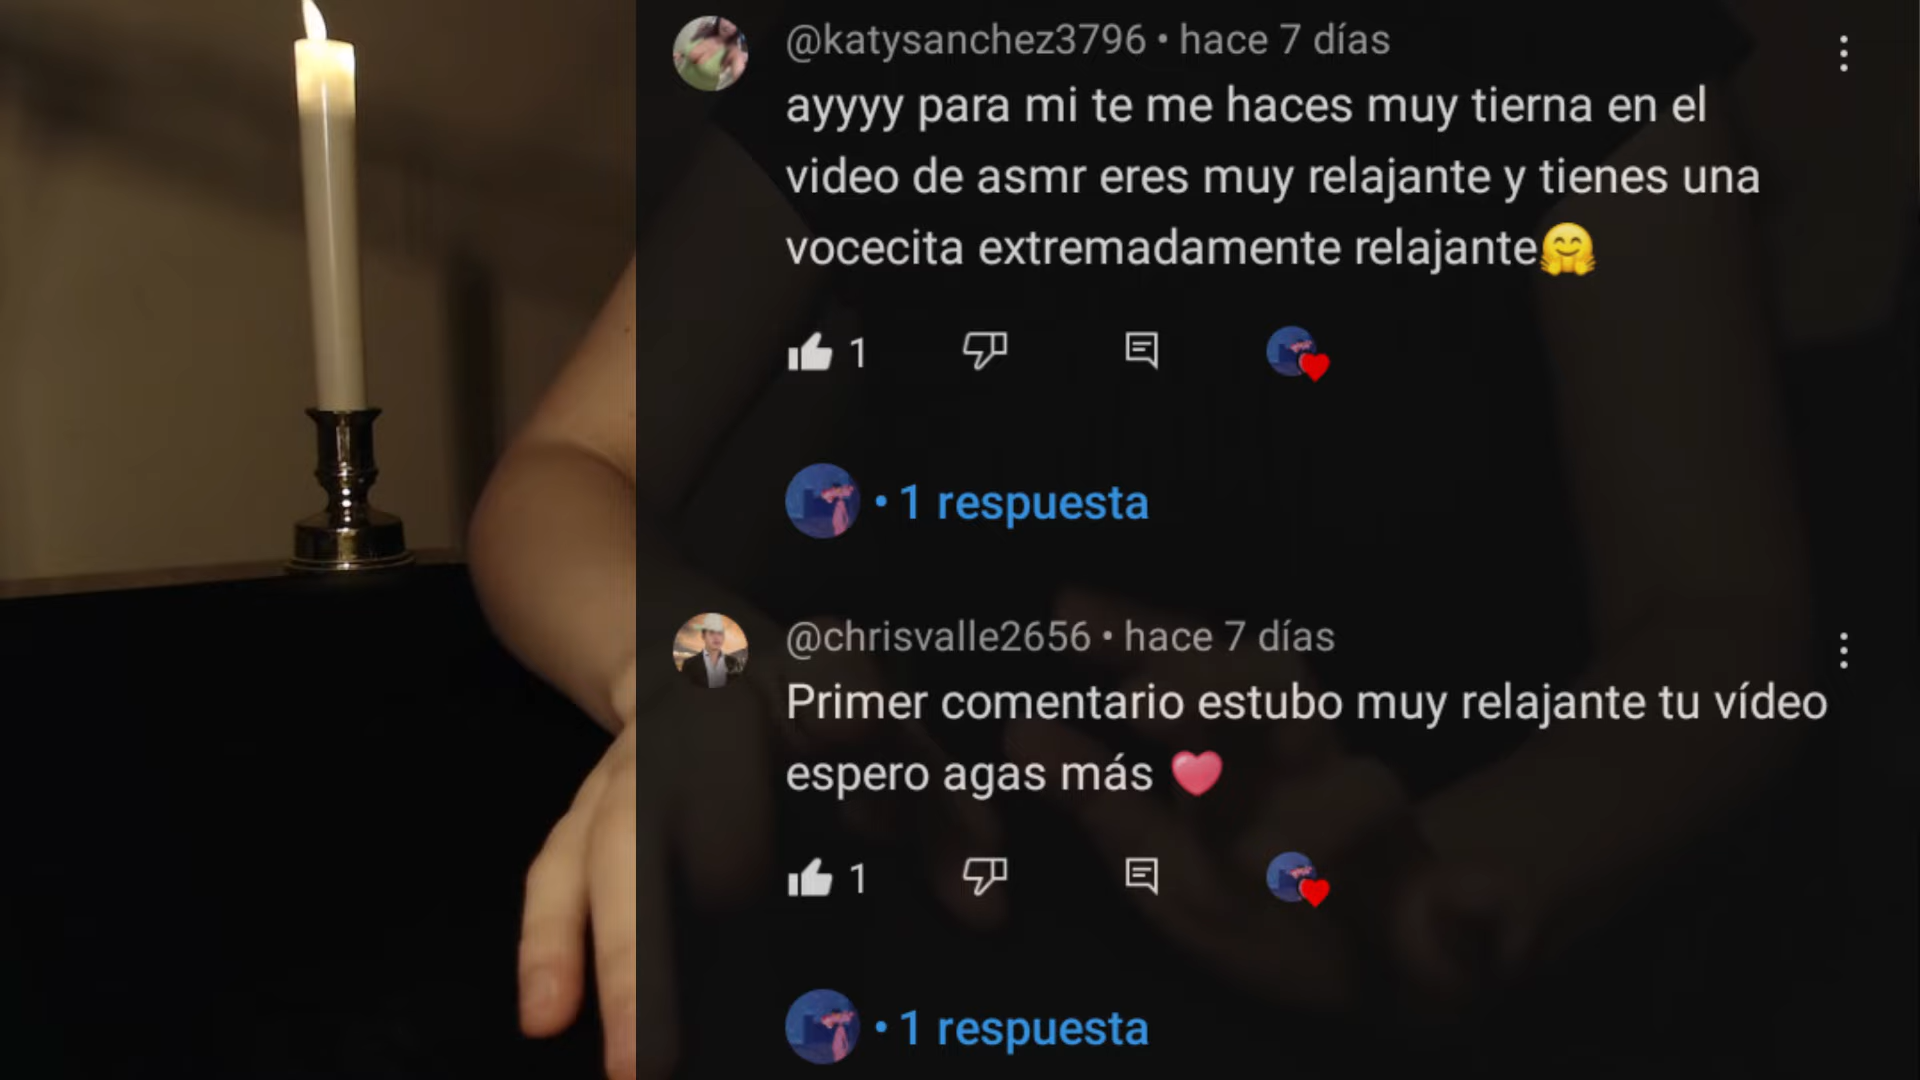 @katysanchez3796 • hace 7 días
ayyyy para mi te me haces muy tierna en el
video de asmr eres muy relajante y tienes una
vocecita extremadamente relajante🤗
1
• 1 respuesta
@chrisvalle2656 • hace 7 días
Primer comentario estubo muy relajante tu vídeo
espero agas más ❤️
1
• 1 respuesta